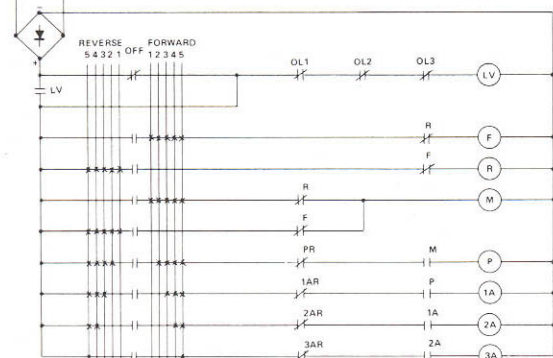 REVERSE OFF FORWARD
5 4 3 2 1 1 2 3 4 5
OL1 OL2 OL3
LV
LV
R
F
F
R
R
M
F
PR M
P
1AR P
1A
2AR 1A
2A
3AR 2A
3A